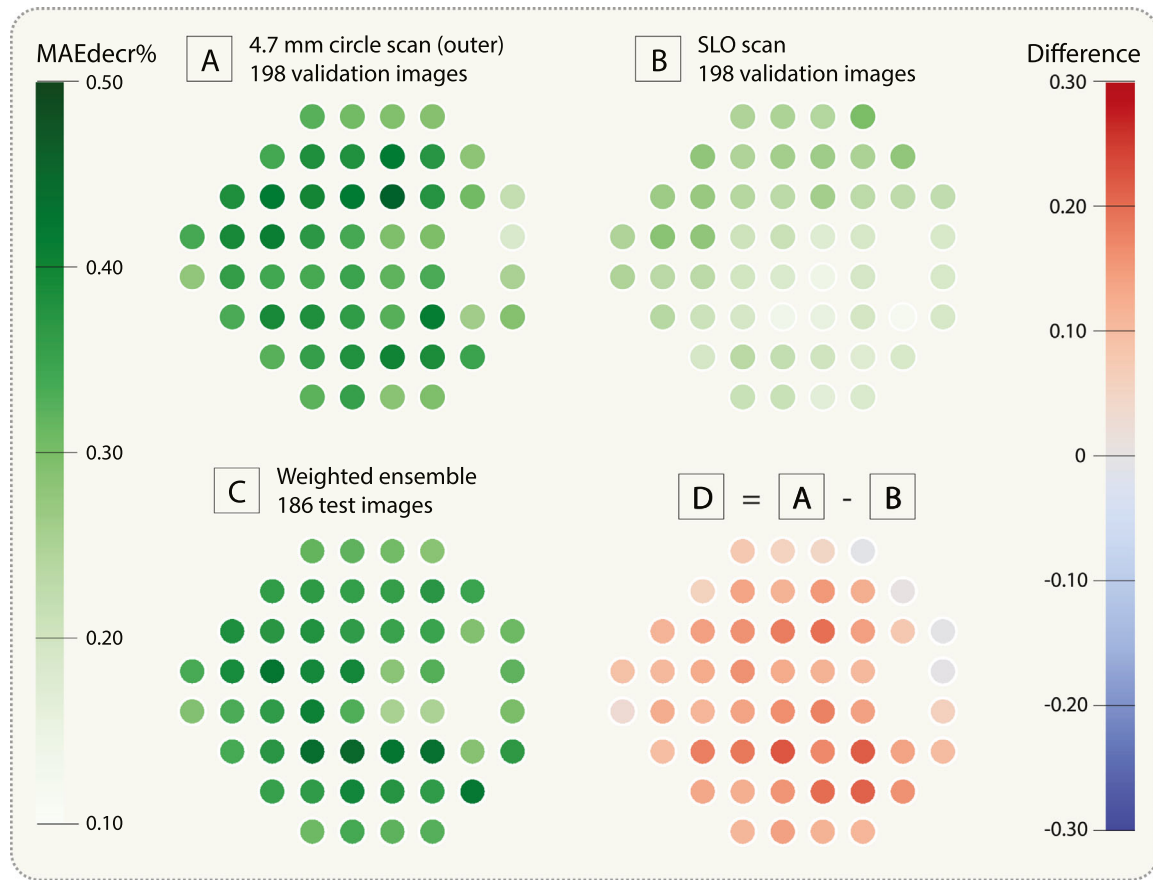 MAEdecr%
0.50
0.40
0.30
0.20
0.10
A
4.7 mm circle scan (outer)
198 validation images
B
SLO scan
198 validation images
C
Weighted ensemble
186 test images
D = A - B
Difference
0.30
0.20
0.10
0
-0.10
-0.20
-0.30